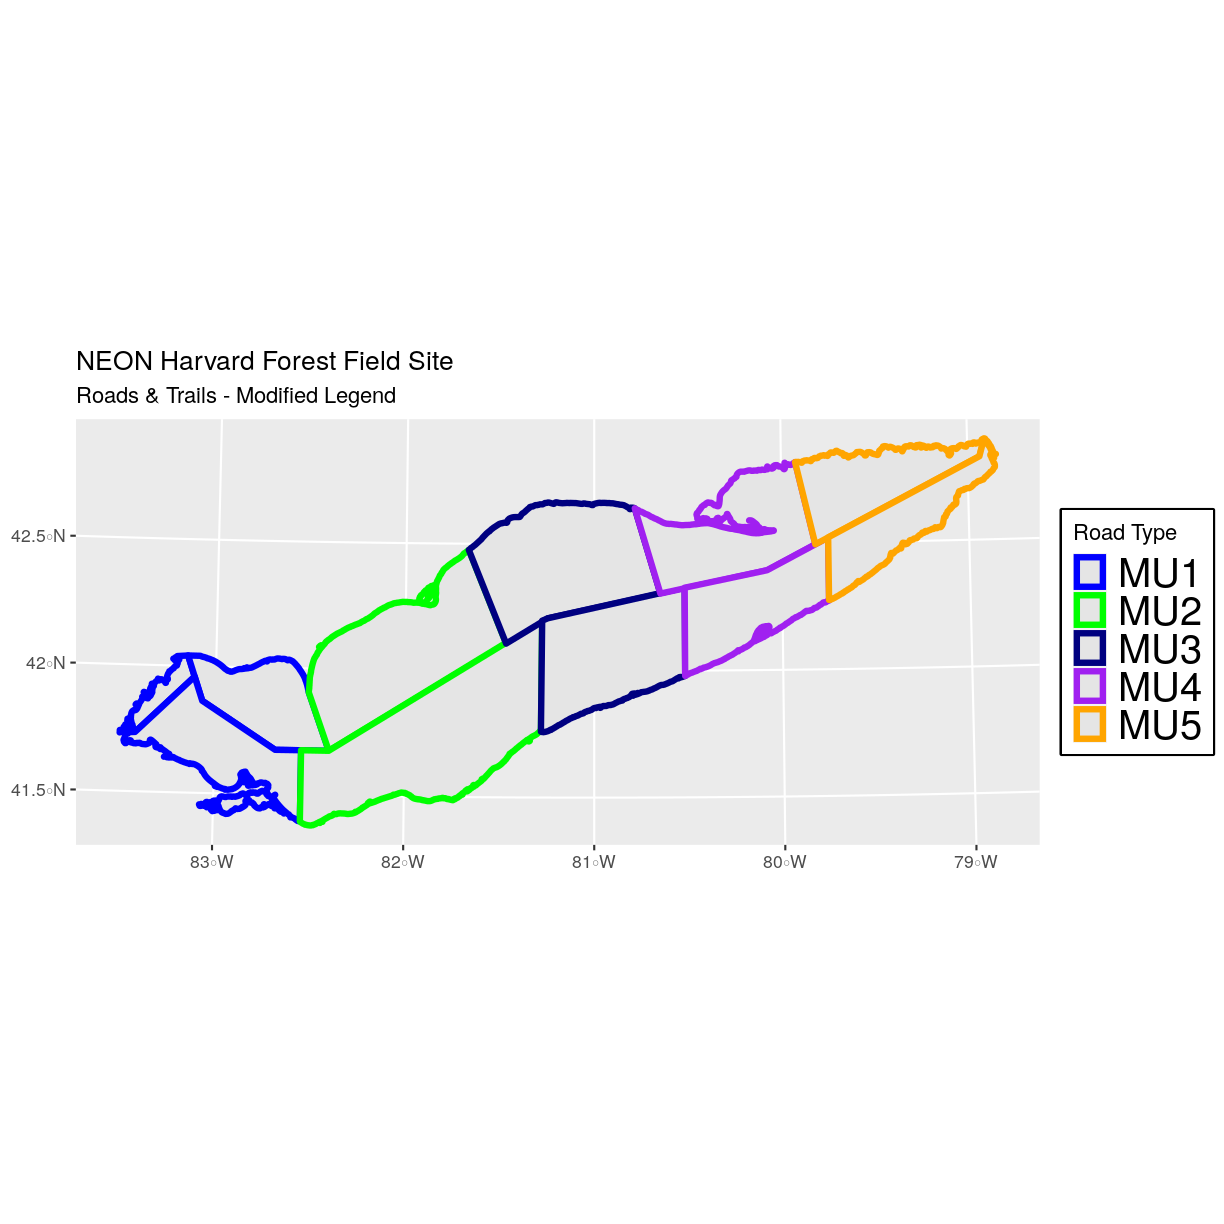 NEON Harvard Forest Field Site
Roads & Trails - Modified Legend
42.5◦N
42◦N
41.5◦N
83◦W
82◦W
81◦W
80◦W
79◦W
Road Type
MU1
MU2
MU3
MU4
MU5